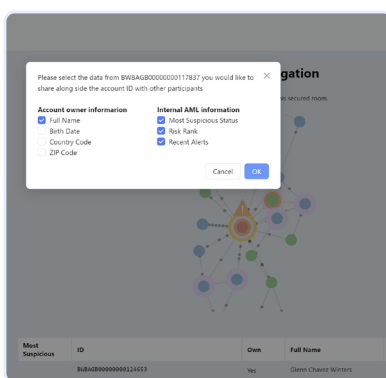 gation
as secured room.
Please select the data from BWBAGB00000000117837 you would like to
share along side the account ID with other participants
Account owner informarion
Full Name
Birth Date
Country Code
ZIP Code
Internal AML information
Most Suspicious Status
Risk Rank
Recent Alerts
Cancel OK
Most Suspicious ID Own Full Name
BWBAGB00000000114653 Yes Glenn Chavez Winters